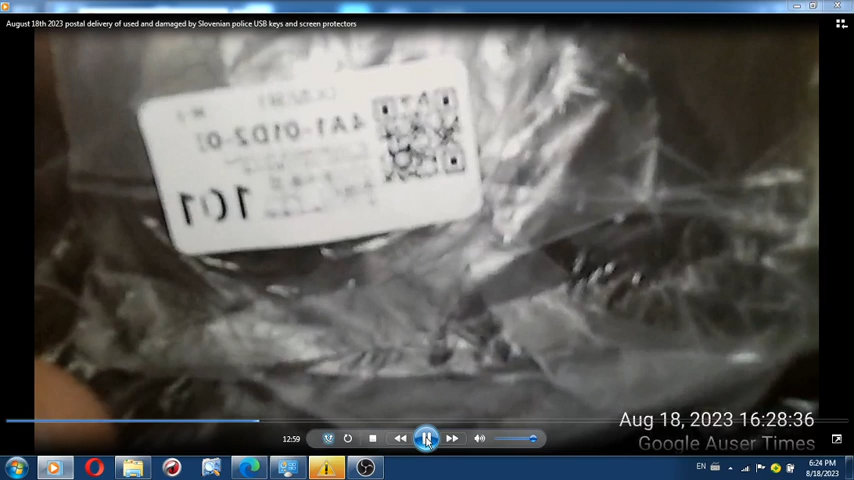 August 18th 2023 postal delivery of used and damaged by Slovenian police USB keys and screen protectors
4A1-01D2-0
101
12:59
Aug 18, 2023 16:28:36
Google Auser Times
EN
6:24 PM
8/18/2023